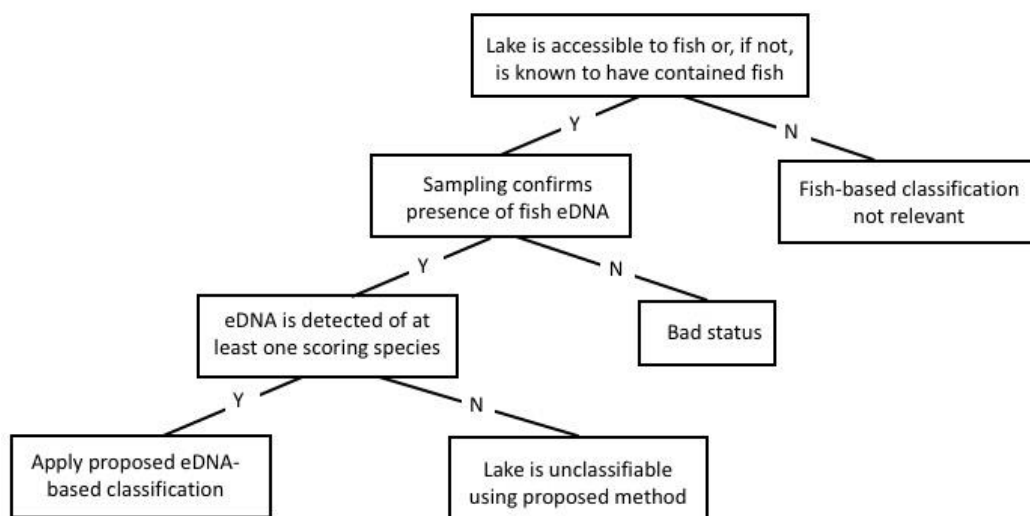 Lake is accessible to fish or, if not,
is known to have contained fish
Y
N
Sampling confirms
presence of fish eDNA
Fish-based classification
not relevant
Y
N
eDNA is detected of at
least one scoring species
Bad status
Y
N
Apply proposed eDNA-
based classification
Lake is unclassifiable
using proposed method